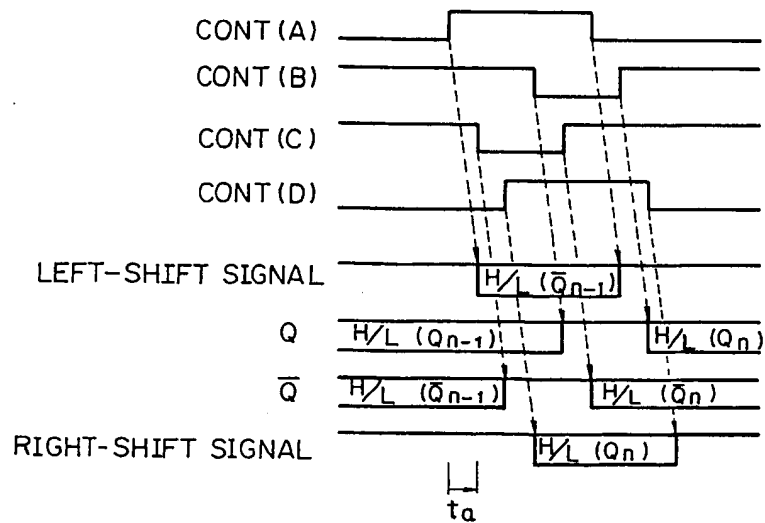 CONT(A)
CONT(B)
CONT(C)
CONT(D)
LEFT-SHIFT SIGNAL H/L (Q̅n-1)
Q H/L (Qn-1) H/L (Qn)
Q̅ H/L (Q̅n-1) H/L (Q̅n)
RIGHT-SHIFT SIGNAL H/L (Qn)
ta